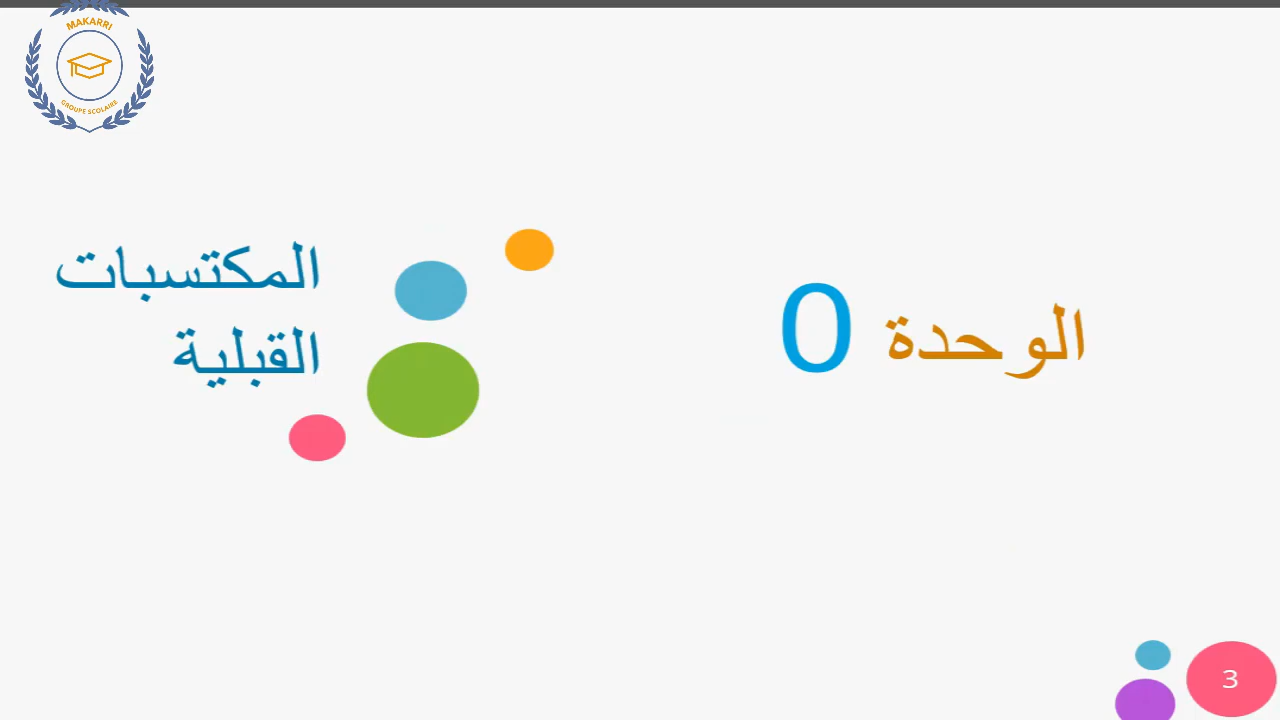 MAKARRI
GROUPE SCOLAIRE
الوحدة 0
المكتسبات
القبلية
3